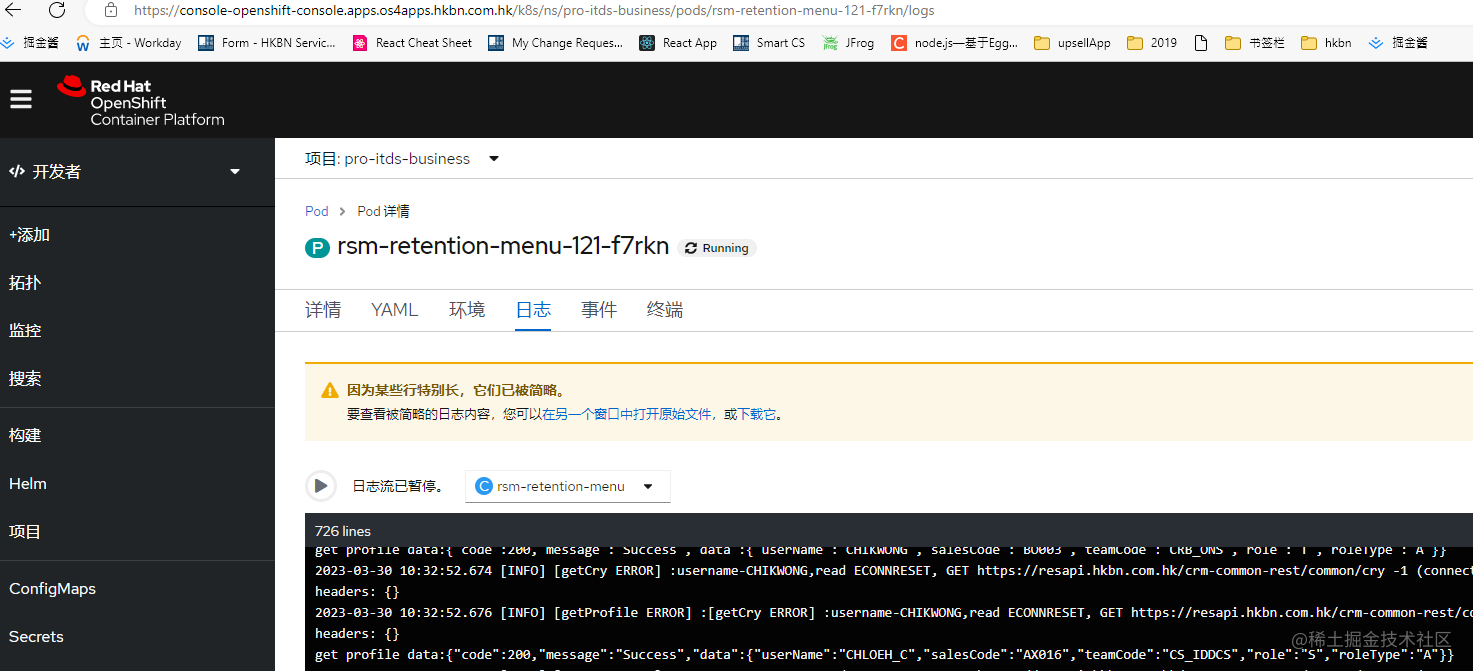 https://console-openshift-console.apps.os4apps.hkbn.com.hk/k8s/ns/pro-itds-business/pods/rsm-retention-menu-121-f7rkn/logs
掘金酱 主页 - Workday Form - HKBN Servic... React Cheat Sheet My Change Reques... React App Smart CS JFrog node.js—基于Egg... upsellApp 2019 书签栏 hkbn 掘金酱
Red Hat
OpenShift
Container Platform
开发者
+添加
拓扑
监控
搜索
构建
Helm
项目
ConfigMaps
Secrets
项目: pro-itds-business
Pod > Pod 详情
P rsm-retention-menu-121-f7rkn Running
详情 YAML 环境 日志 事件 终端
因为某些行特别长，它们已被简略。
要查看被简略的日志内容，您可以在另一个窗口中打开原始文件，或下载它。
日志流已暂停。 C rsm-retention-menu
726 lines
get profile data:{"code":200,"message":"Success","data":{"userName":"CHIKWONG","salesCode":"BO003","teamCode":"CRB_ONS","role":"T","roleType":"A"}}
2023-03-30 10:32:52.674 [INFO] [getCry ERROR] :username-CHIKWONG,read ECONNRESET, GET https://resapi.hkbn.com.hk/crm-common-rest/common/cry -1 (connect
headers: {}
2023-03-30 10:32:52.676 [INFO] [getProfile ERROR] :[getCry ERROR] :username-CHIKWONG,read ECONNRESET, GET https://resapi.hkbn.com.hk/crm-common-rest/co
headers: {}
get profile data:{"code":200,"message":"Success","data":{"userName":"CHLOEH_C","salesCode":"AX016","teamCode":"CS_IDDCS","role":"S","roleType":"A"}}
@稀土掘金技术社区